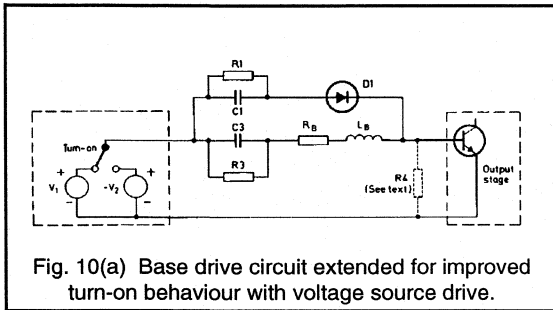 R1
D1
C1
C3
RB
LB
R3
Turn-on
R4
(See text)
Output
stage
+
+
V1
-V2
−
−
Fig. 10(a) Base drive circuit extended for improved
turn-on behaviour with voltage source drive.